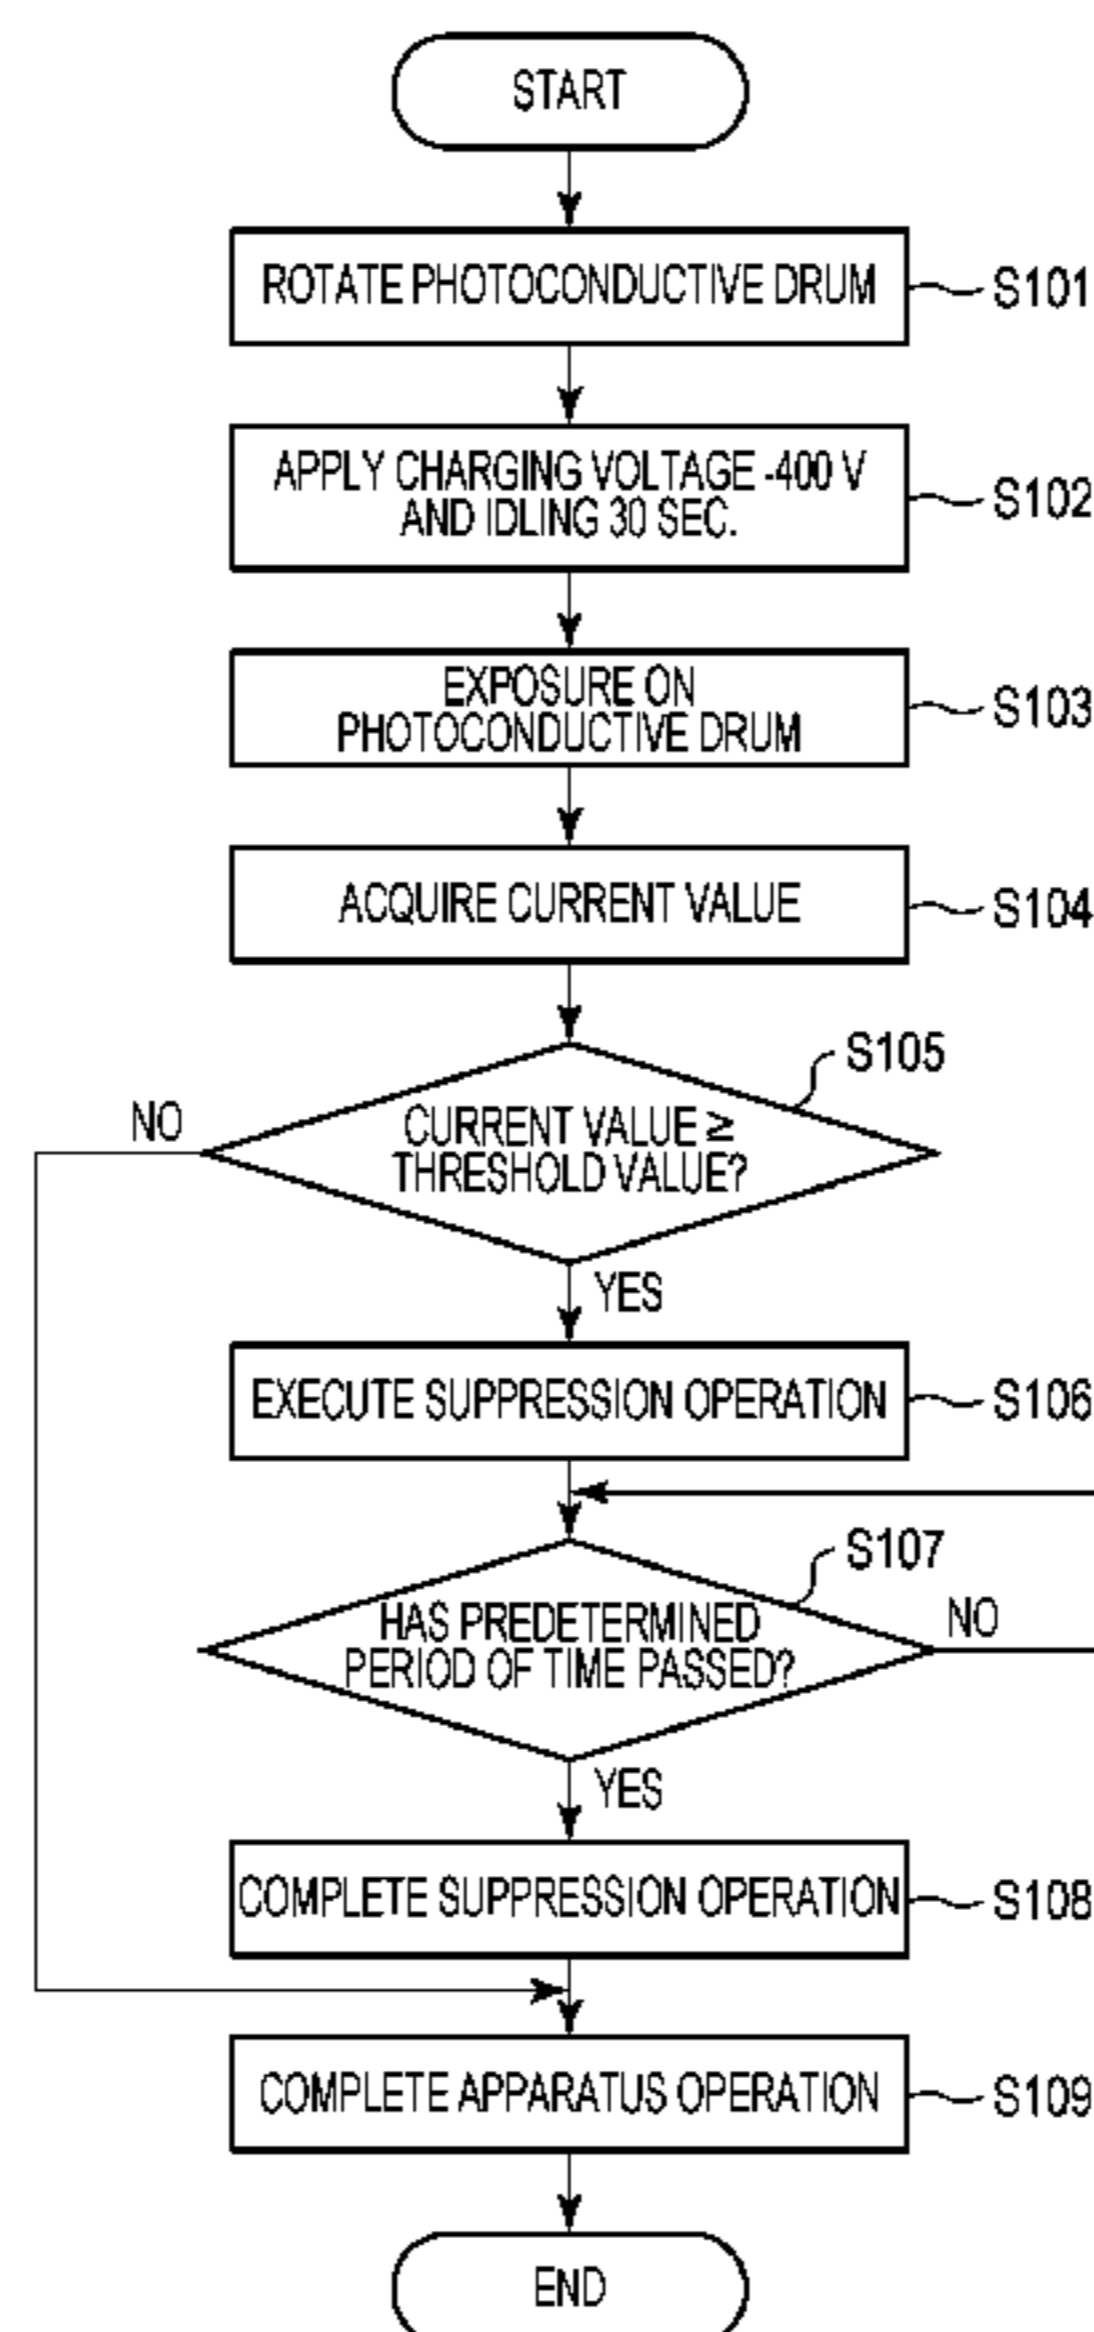 START
ROTATE PHOTOCONDUCTIVE DRUM
S101
APPLY CHARGING VOLTAGE -400 V
AND IDLING 30 SEC.
S102
EXPOSURE ON
PHOTOCONDUCTIVE DRUM
S103
ACQUIRE CURRENT VALUE
S104
S105
NO
CURRENT VALUE ≥
THRESHOLD VALUE?
YES
EXECUTE SUPPRESSION OPERATION
S106
S107
HAS PREDETERMINED
PERIOD OF TIME PASSED?
NO
YES
COMPLETE SUPPRESSION OPERATION
S108
COMPLETE APPARATUS OPERATION
S109
END